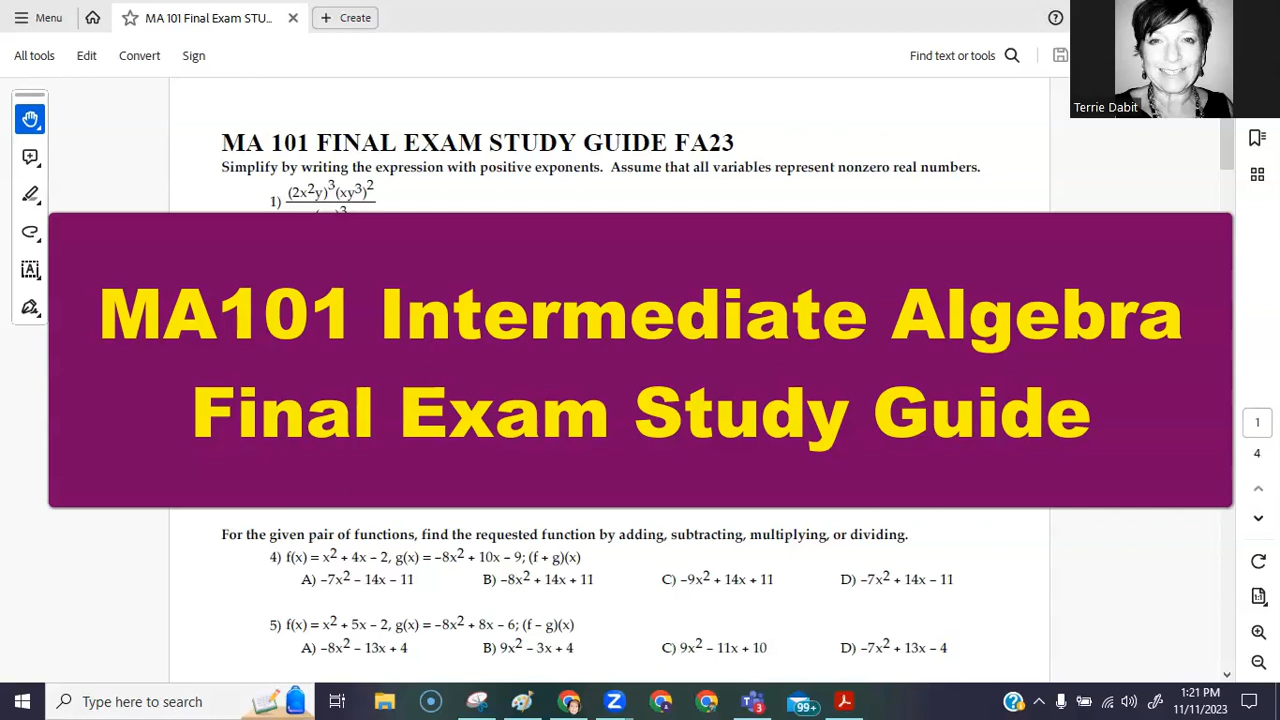 Menu
MA 101 Final Exam STU...
Create
All tools
Edit
Convert
Sign
Find text or tools
Terrie Dabit
MA 101 FINAL EXAM STUDY GUIDE FA23
Simplify by writing the expression with positive exponents. Assume that all variables represent nonzero real numbers.
1) (2x²y)³(xy³)²
MA101 Intermediate Algebra
Final Exam Study Guide
For the given pair of functions, find the requested function by adding, subtracting, multiplying, or dividing.
4) f(x) = x² + 4x – 2, g(x) = –8x² + 10x – 9; (f + g)(x)
A) –7x² – 14x – 11 B) –8x² + 14x + 11 C) –9x² + 14x + 11 D) –7x² + 14x – 11
5) f(x) = x² + 5x – 2, g(x) = –8x² + 8x – 6; (f – g)(x)
A) –8x² – 13x + 4 B) 9x² – 3x + 4 C) 9x² – 11x + 10 D) –7x² + 13x – 4
1
4
Type here to search
3
99+
1:21 PM
11/11/2023